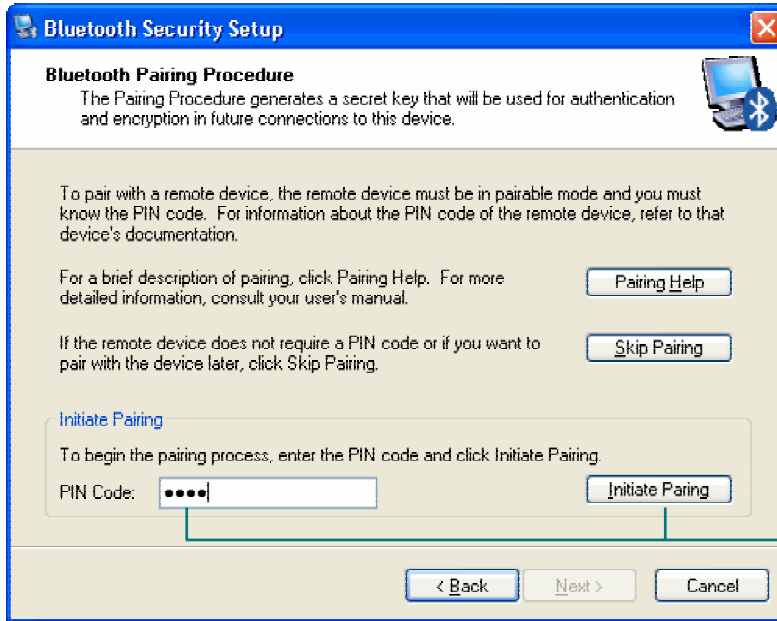 Bluetooth Security Setup
Bluetooth Pairing Procedure
The Pairing Procedure generates a secret key that will be used for authentication
and encryption in future connections to this device.
To pair with a remote device, the remote device must be in pairable mode and you must
know the PIN code. For information about the PIN code of the remote device, refer to that
device's documentation.
For a brief description of pairing, click Pairing Help. For more
detailed information, consult your user's manual.
Pairing Help
If the remote device does not require a PIN code or if you want to
pair with the device later, click Skip Pairing.
Skip Pairing
Initiate Pairing
To begin the pairing process, enter the PIN code and click Initiate Pairing.
PIN Code: ●●●● Initiate Paring
< Back Next > Cancel